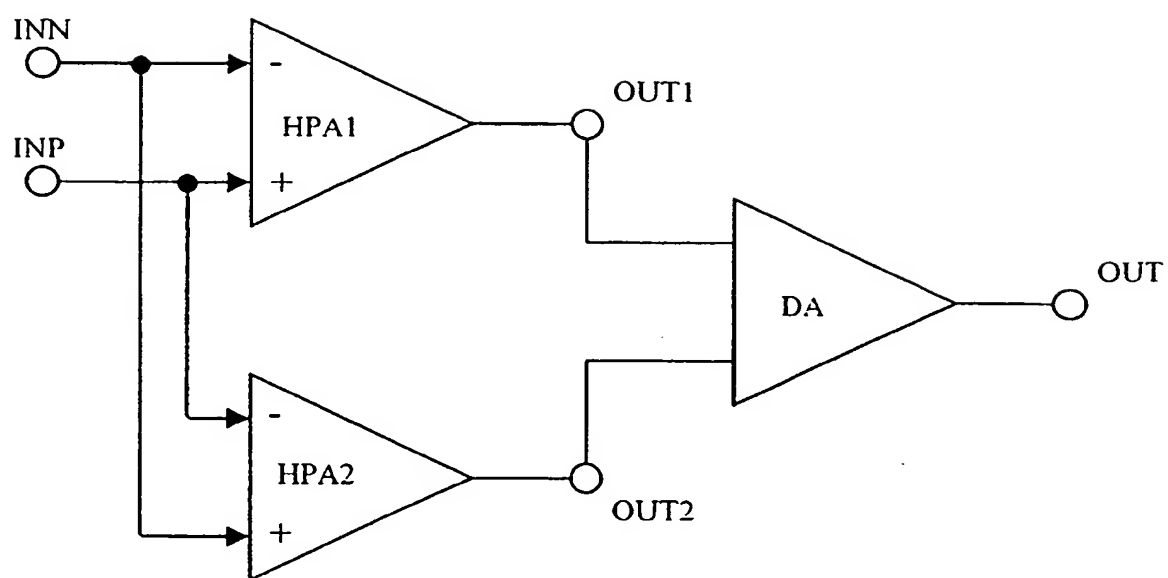 INN
-
HPA1
OUT1
INP
+
OUT
DA
-
HPA2
OUT2
+